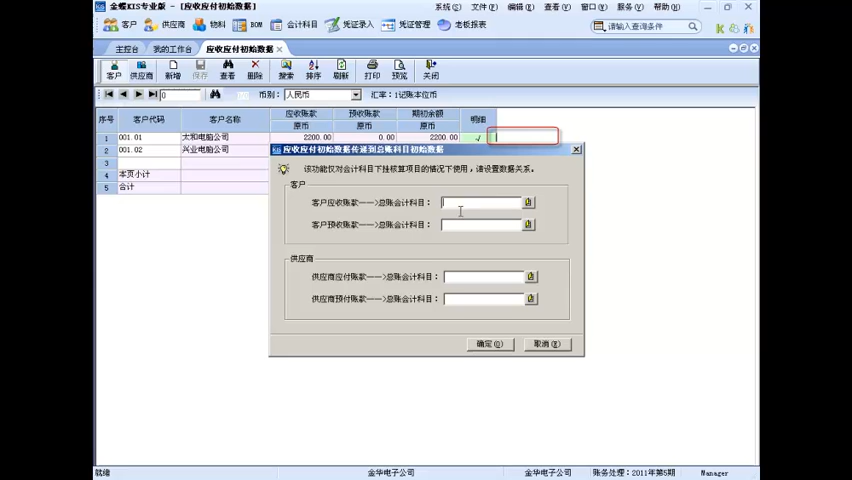 金蝶KIS专业版 - [应收应付初始数据]
系统(S) 文件(F) 编辑(E) 查看(V) 窗口(W) 服务(V) 帮助(H)
客户 供应商 物料 BOM 会计科目 凭证录入 凭证管理 老板报表
请输入查询条件
主控台 我的工作台 应收应付初始数据
客户 供应商 新增 保存 查看 删除 搜索 排序 刷新 打印 预览 关闭
0 币别: 人民币 汇率: 1记账本位币
序号 客户代码 客户名称 应收账款 预收账款 期初余额 明细
原币 原币 原币
1 001.01 太和电脑公司 2200.00 0.00 2200.00 √
2 001.02 兴业电脑公司
3
4 本页小计
5 合计
应收应付初始数据传递到总账科目初始数据
该功能仅对会计科目下挂核算项目的情况下使用,请设置数据关系。
客户
客户应收账款——>总账会计科目:
客户预收账款——>总账会计科目:
供应商
供应商应付账款——>总账会计科目:
供应商预付账款——>总账会计科目:
确定(O) 取消(X)
就绪 金华电子公司 金华电子公司 账务处理: 2011年第5期 Manager